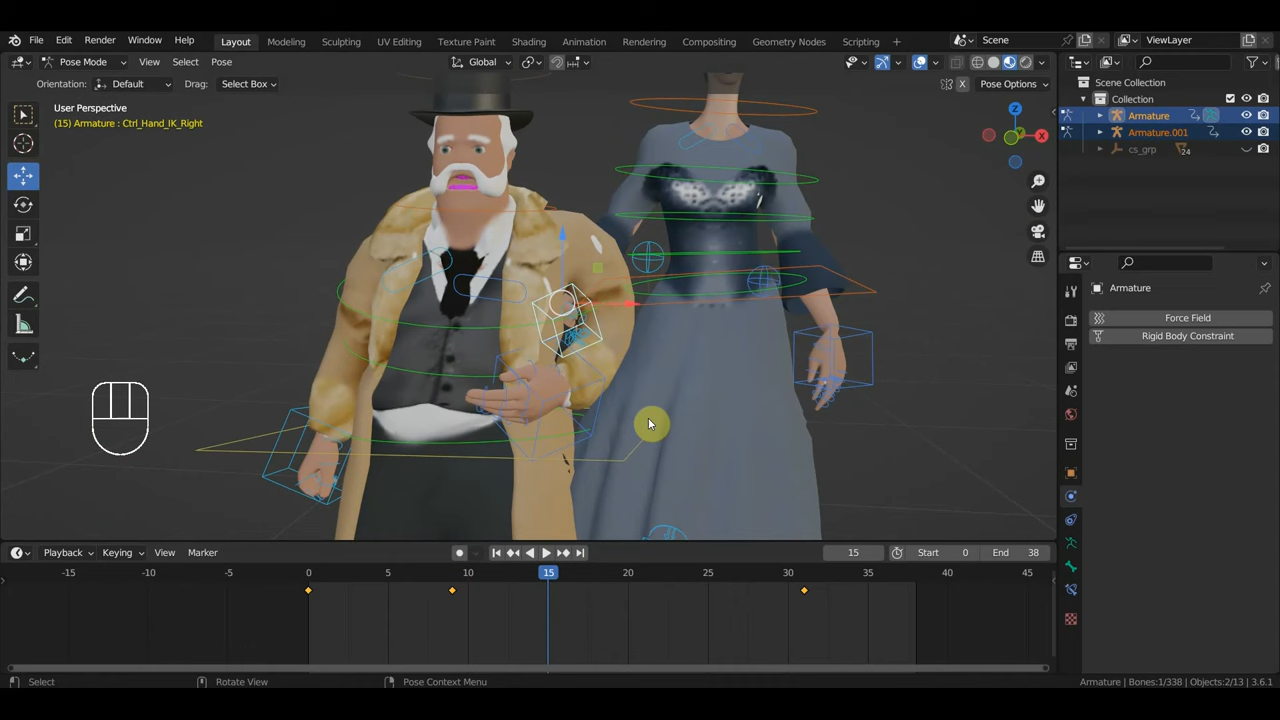 File Edit Render Window Help Layout Modeling Sculpting UV Editing Texture Paint Shading Animation Rendering Compositing Geometry Nodes Scripting + Scene ViewLayer
Pose Mode View Select Pose Global
Orientation: Default Drag: Select Box X Pose Options
User Perspective
(15) Armature : Ctrl_Hand_IK_Right
Z
X
Scene Collection
Collection
Armature
Armature.001
cs_grp 24
Armature
Force Field
Rigid Body Constraint
Playback Keying View Marker 15 Start 0 End 38
-15 -10 -5 0 5 10 15 20 25 30 35 40 45
Select Rotate View Pose Context Menu Armature | Bones:1/338 | Objects:2/13 | 3.6.1